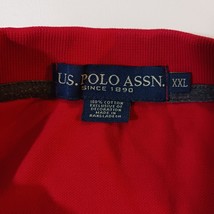 U.S. POLO ASSN.
SINCE 1890
XXL
100% COTTON
EXCLUSIVE OF
DECORATION
MADE IN
BANGLADESH